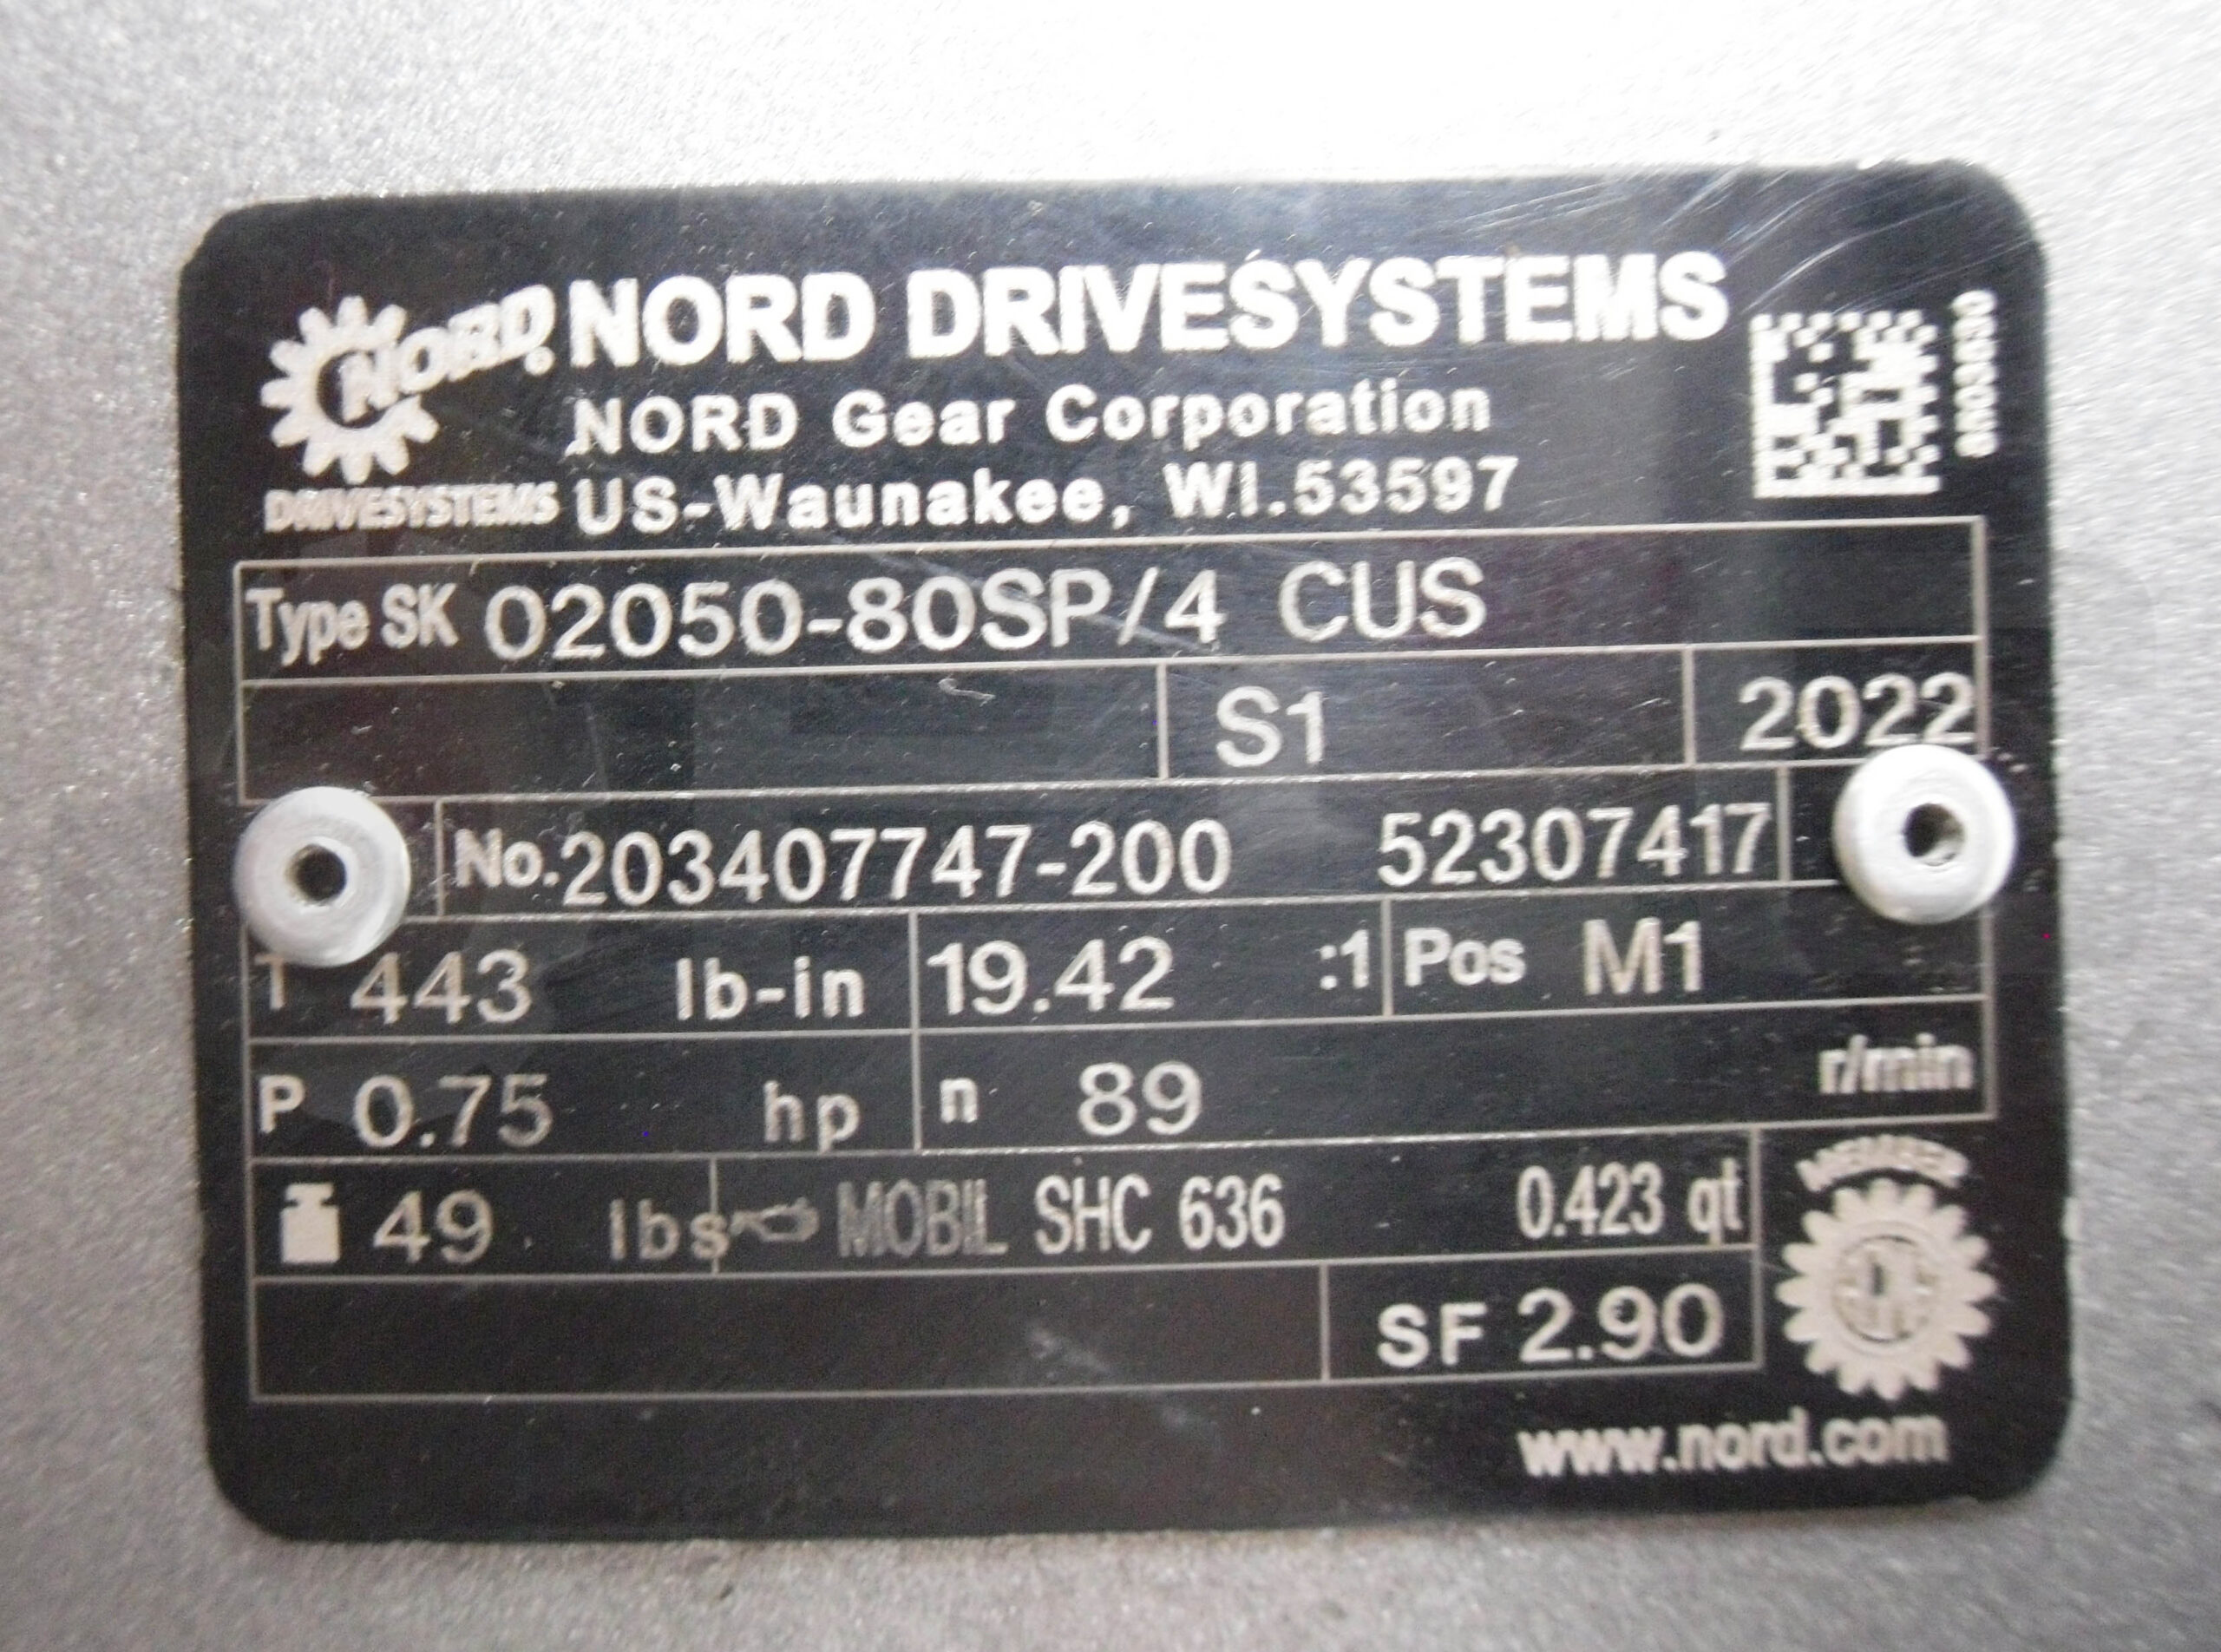 NORD
DRIVESYSTEMS
NORD DRIVESYSTEMS
NORD Gear Corporation
US-Waunakee, WI.53597
Type SK 02050-80SP/4 CUS
S1 2022
No.203407747-200 52307417
T 443 lb-in 19.42 :1 Pos M1
P 0.75 hp n 89 r/min
49 lbs MOBIL SHC 636 0.423 qt
MEMBER
SF 2.90
www.nord.com